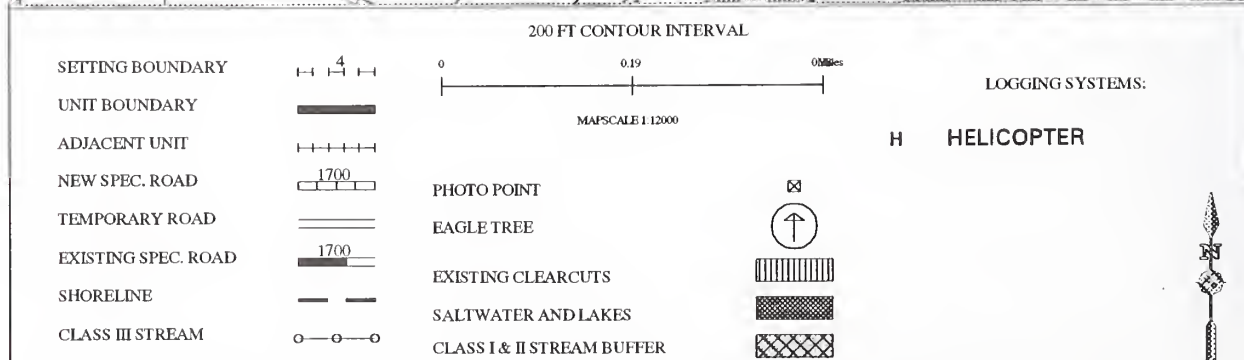 200 FT CONTOUR INTERVAL
SETTING BOUNDARY 4
UNIT BOUNDARY
ADJACENT UNIT
NEW SPEC. ROAD 1700
TEMPORARY ROAD
EXISTING SPEC. ROAD 1700
SHORELINE
CLASS III STREAM
0 0.19 Miles
MAPSCALE 1:12000
PHOTO POINT
EAGLE TREE
EXISTING CLEARCUTS
SALTWATER AND LAKES
CLASS I & II STREAM BUFFER
LOGGING SYSTEMS:
H HELICOPTER
N